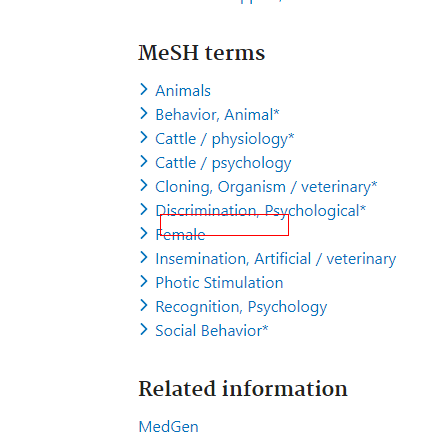 MeSH terms
Animals
Behavior, Animal*
Cattle / physiology*
Cattle / psychology
Cloning, Organism / veterinary*
Discrimination, Psychological*
Female
Insemination, Artificial / veterinary
Photic Stimulation
Recognition, Psychology
Social Behavior*
Related information
MedGen